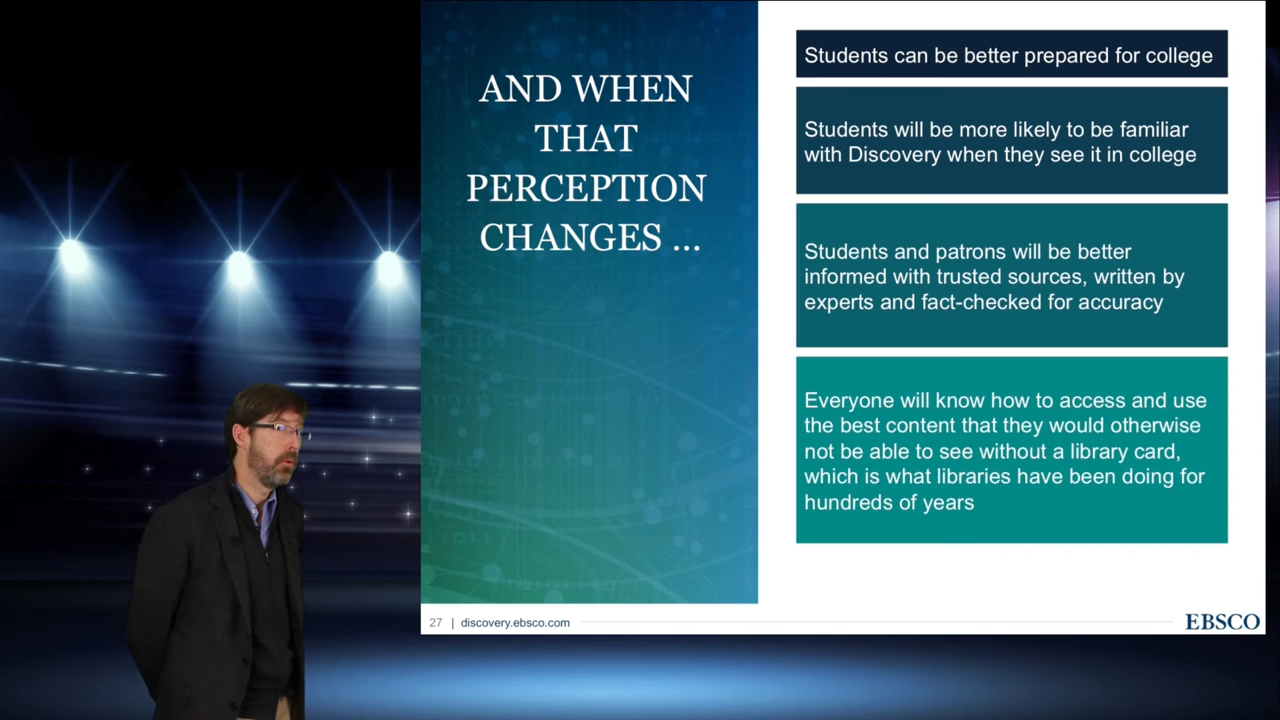 AND WHEN
THAT
PERCEPTION
CHANGES ...
Students can be better prepared for college
Students will be more likely to be familiar
with Discovery when they see it in college
Students and patrons will be better
informed with trusted sources, written by
experts and fact-checked for accuracy
Everyone will know how to access and use
the best content that they would otherwise
not be able to see without a library card,
which is what libraries have been doing for
hundreds of years
27 | discovery.ebsco.com
EBSCO